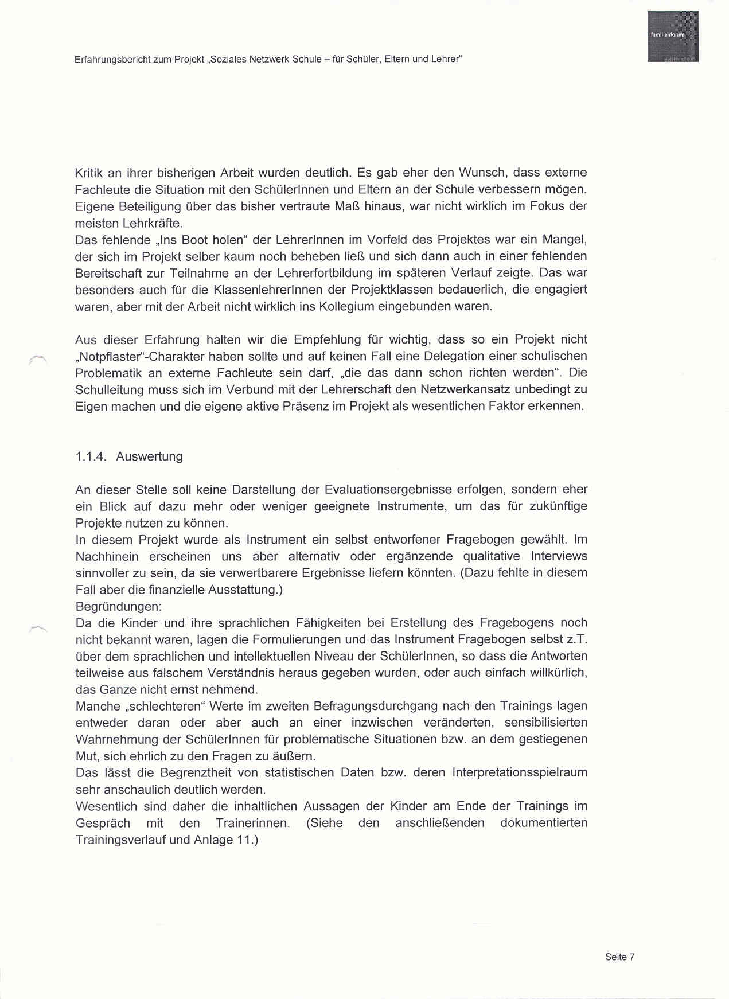 familienforum
edith stein
Erfahrungsbericht zum Projekt „Soziales Netzwerk Schule – für Schüler, Eltern und Lehrer“
Kritik an ihrer bisherigen Arbeit wurden deutlich. Es gab eher den Wunsch, dass externe
Fachleute die Situation mit den SchülerInnen und Eltern an der Schule verbessern mögen.
Eigene Beteiligung über das bisher vertraute Maß hinaus, war nicht wirklich im Fokus der
meisten Lehrkräfte.
Das fehlende „Ins Boot holen“ der LehrerInnen im Vorfeld des Projektes war ein Mangel,
der sich im Projekt selber kaum noch beheben ließ und sich dann auch in einer fehlenden
Bereitschaft zur Teilnahme an der Lehrerfortbildung im späteren Verlauf zeigte. Das war
besonders auch für die KlassenlehrerInnen der Projektklassen bedauerlich, die engagiert
waren, aber mit der Arbeit nicht wirklich ins Kollegium eingebunden waren.
Aus dieser Erfahrung halten wir die Empfehlung für wichtig, dass so ein Projekt nicht
„Notpflaster“-Charakter haben sollte und auf keinen Fall eine Delegation einer schulischen
Problematik an externe Fachleute sein darf, „die das dann schon richten werden“. Die
Schulleitung muss sich im Verbund mit der Lehrerschaft den Netzwerkansatz unbedingt zu
Eigen machen und die eigene aktive Präsenz im Projekt als wesentlichen Faktor erkennen.
1.1.4. Auswertung
An dieser Stelle soll keine Darstellung der Evaluationsergebnisse erfolgen, sondern eher
ein Blick auf dazu mehr oder weniger geeignete Instrumente, um das für zukünftige
Projekte nutzen zu können.
In diesem Projekt wurde als Instrument ein selbst entworfener Fragebogen gewählt. Im
Nachhinein erscheinen uns aber alternativ oder ergänzende qualitative Interviews
sinnvoller zu sein, da sie verwertbarere Ergebnisse liefern könnten. (Dazu fehlte in diesem
Fall aber die finanzielle Ausstattung.)
Begründungen:
Da die Kinder und ihre sprachlichen Fähigkeiten bei Erstellung des Fragebogens noch
nicht bekannt waren, lagen die Formulierungen und das Instrument Fragebogen selbst z.T.
über dem sprachlichen und intellektuellen Niveau der SchülerInnen, so dass die Antworten
teilweise aus falschem Verständnis heraus gegeben wurden, oder auch einfach willkürlich,
das Ganze nicht ernst nehmend.
Manche „schlechteren“ Werte im zweiten Befragungsdurchgang nach den Trainings lagen
entweder daran oder aber auch an einer inzwischen veränderten, sensibilisierten
Wahrnehmung der SchülerInnen für problematische Situationen bzw. an dem gestiegenen
Mut, sich ehrlich zu den Fragen zu äußern.
Das lässt die Begrenztheit von statistischen Daten bzw. deren Interpretationsspielraum
sehr anschaulich deutlich werden.
Wesentlich sind daher die inhaltlichen Aussagen der Kinder am Ende der Trainings im
Gespräch mit den Trainerinnen. (Siehe den anschließenden dokumentierten
Trainingsverlauf und Anlage 11.)
Seite 7